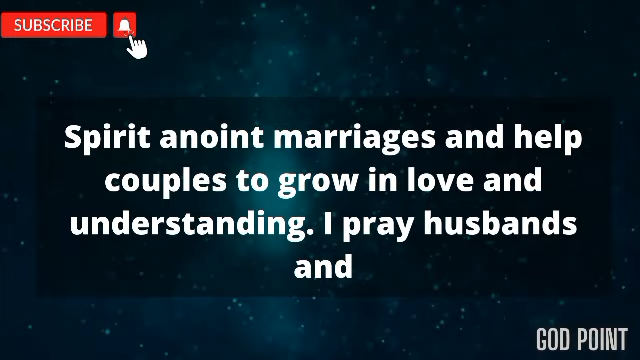 SUBSCRIBE
Spirit anoint marriages and help
couples to grow in love and
understanding. I pray husbands
and
GOD POINT